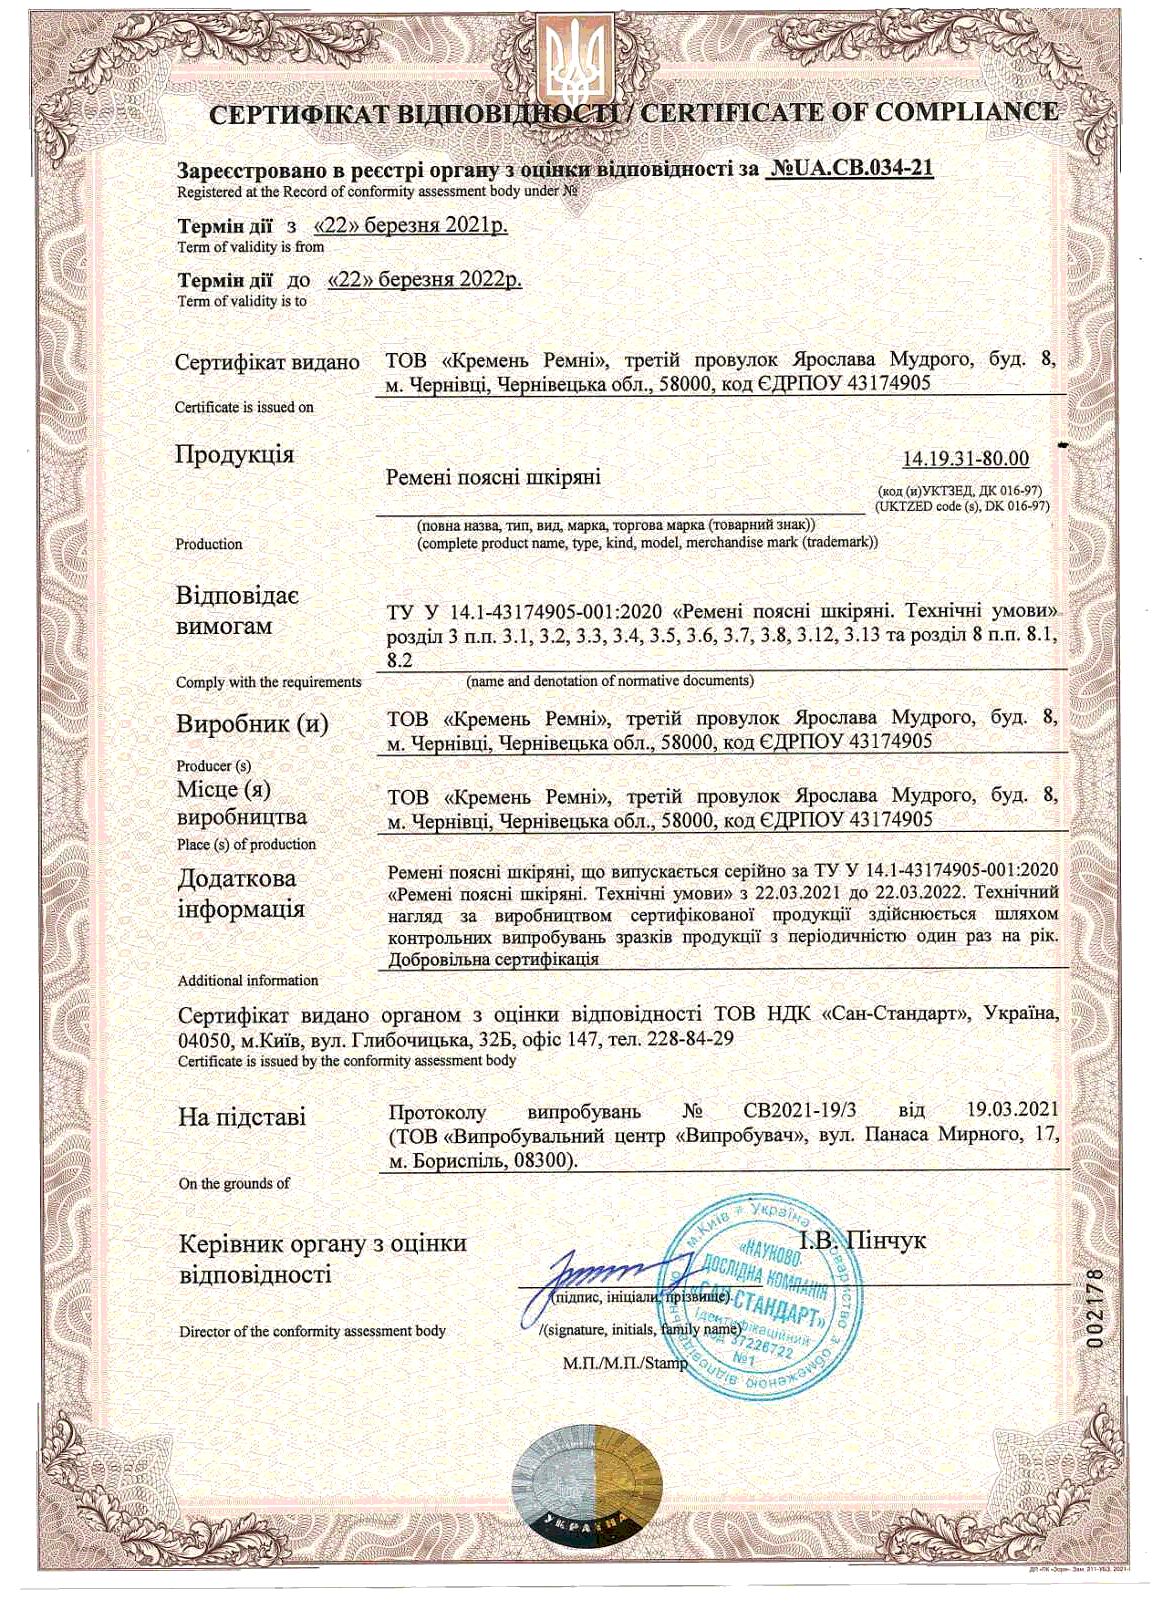 СЕРТИФІКАТ ВІДПОВІДНОСТІ / CERTIFICATE OF COMPLIANCE
Зареєстровано в реєстрі органу з оцінки відповідності за №UA.CB.034-21
Registered at the Record of conformity assessment body under №
Термін дії з «22» березня 2021р.
Term of validity is from
Термін дії до «22» березня 2022р.
Term of validity is to
Сертифікат видано ТОВ «Кремень Ремні», третій провулок Ярослава Мудрого, буд. 8,
м. Чернівці, Чернівецька обл., 58000, код ЄДРПОУ 43174905
Certificate is issued on
Продукція
Ремені поясні шкіряні
14.19.31-80.00
(код (и)УКТЗЕД, ДК 016-97)
(UKTZED code (s), DK 016-97)
(повна назва, тип, вид, марка, торгова марка (товарний знак))
Production (complete product name, type, kind, model, merchandise mark (trademark))
Відповідає
вимогам
ТУ У 14.1-43174905-001:2020 «Ремені поясні шкіряні. Технічні умови»
розділ 3 п.п. 3.1, 3.2, 3.3, 3.4, 3.5, 3.6, 3.7, 3.8, 3.12, 3.13 та розділ 8 п.п. 8.1,
8.2
Comply with the requirements (name and denotation of normative documents)
Виробник (и) ТОВ «Кремень Ремні», третій провулок Ярослава Мудрого, буд. 8,
м. Чернівці, Чернівецька обл., 58000, код ЄДРПОУ 43174905
Producer (s)
Місце (я)
виробництва
ТОВ «Кремень Ремні», третій провулок Ярослава Мудрого, буд. 8,
м. Чернівці, Чернівецька обл., 58000, код ЄДРПОУ 43174905
Place (s) of production
Додаткова
інформація
Ремені поясні шкіряні, що випускається серійно за ТУ У 14.1-43174905-001:2020
«Ремені поясні шкіряні. Технічні умови» з 22.03.2021 до 22.03.2022. Технічний
нагляд за виробництвом сертифікованої продукції здійснюється шляхом
контрольних випробувань зразків продукції з періодичністю один раз на рік.
Добровільна сертифікація
Additional information
Сертифікат видано органом з оцінки відповідності ТОВ НДК «Сан-Стандарт», Україна,
04050, м.Київ, вул. Глибочицька, 32Б, офіс 147, тел. 228-84-29
Certificate is issued by the conformity assessment body
На підставі Протоколу випробувань № СВ2021-19/3 від 19.03.2021
(ТОВ «Випробувальний центр «Випробувач», вул. Панаса Мирного, 17,
м. Бориспіль, 08300).
On the grounds of
Керівник органу з оцінки
відповідності
І.В. Пінчук
(підпис, ініціали, прізвище)
Director of the conformity assessment body /(signature, initials, family name)
М.П./М.П./Stamp
м.Київ * Україна * Товариство з обмеженою відповідальністю
«НАУКОВО-
ДОСЛІДНА КОМПАНІЯ
«САН-СТАНДАРТ»
Ідентифікаційний
код 37226722
№1
002178
УКРАЇНА